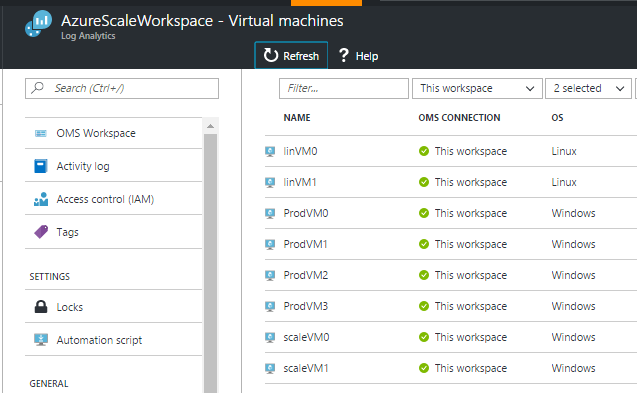 AzureScaleWorkspace - Virtual machines
Log Analytics
Refresh
Help
Search (Ctrl+/)
OMS Workspace
Activity log
Access control (IAM)
Tags
SETTINGS
Locks
Automation script
GENERAL
Filter... This workspace 2 selected
NAME OMS CONNECTION OS
linVM0 This workspace Linux
linVM1 This workspace Linux
ProdVM0 This workspace Windows
ProdVM1 This workspace Windows
ProdVM2 This workspace Windows
ProdVM3 This workspace Windows
scaleVM0 This workspace Windows
scaleVM1 This workspace Windows